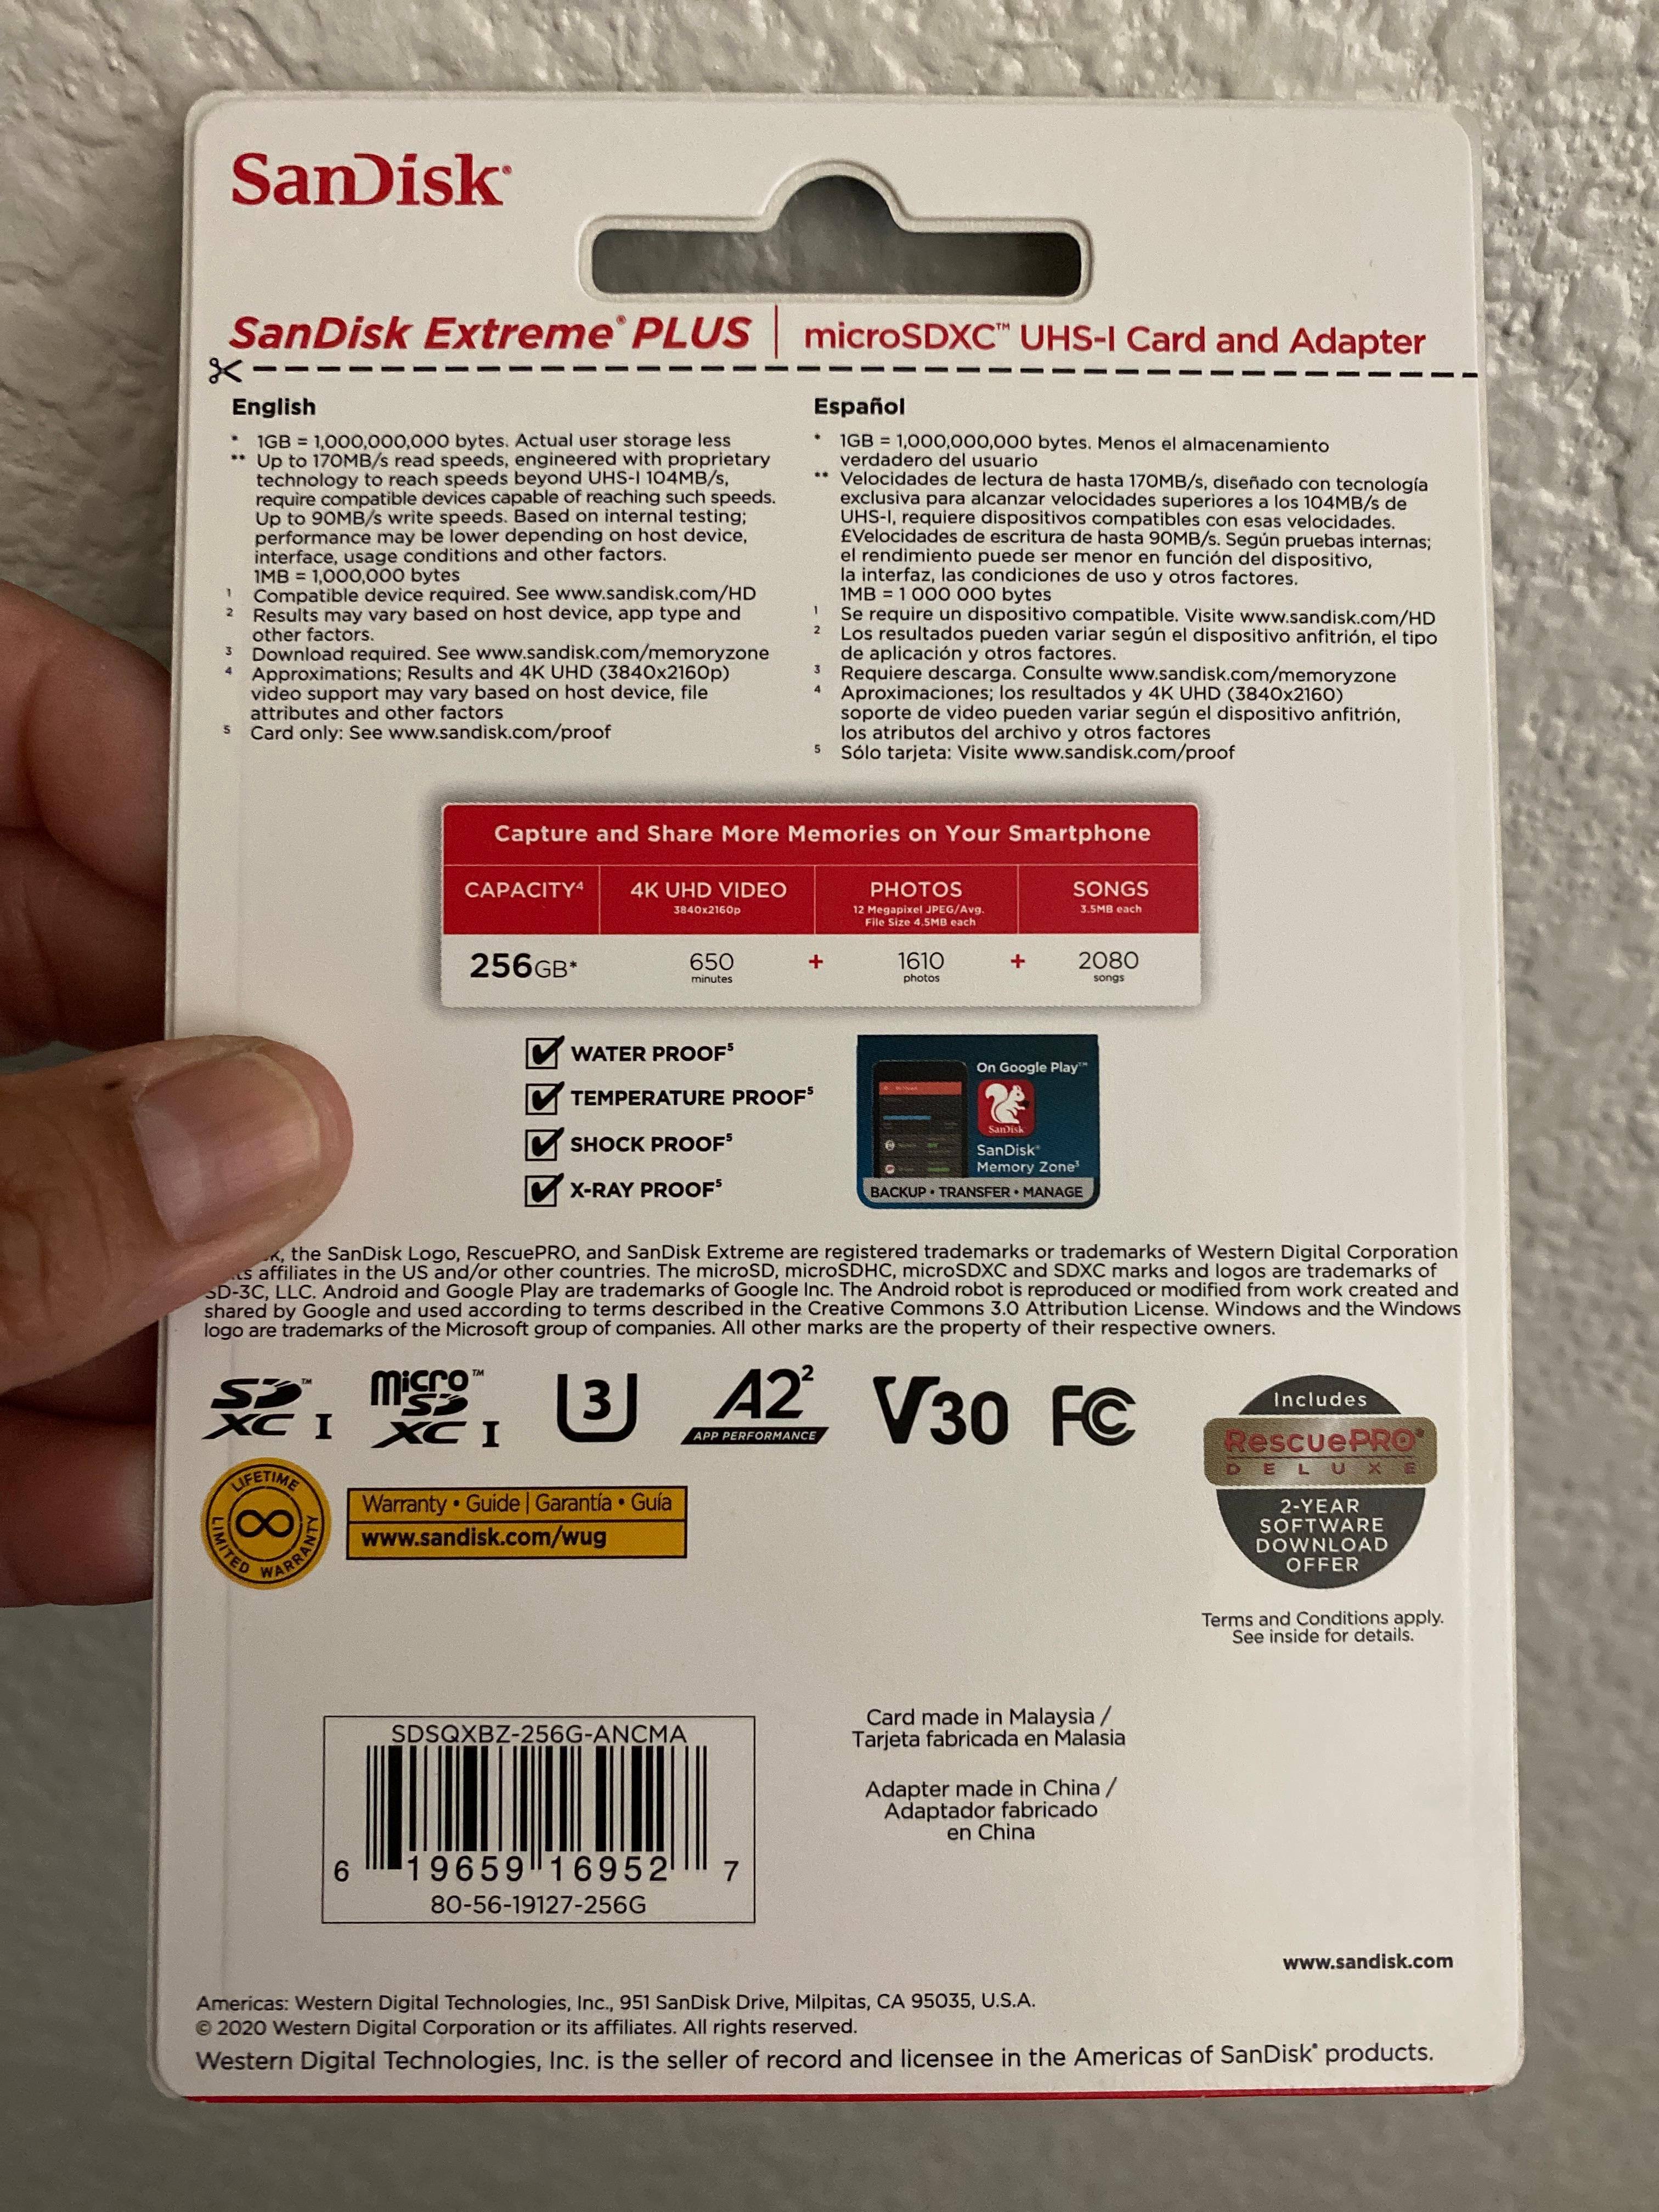 SanDisk®
SanDisk Extreme® PLUS | microSDXC™ UHS-I Card and Adapter
English
* 1GB = 1,000,000,000 bytes. Actual user storage less
** Up to 170MB/s read speeds, engineered with proprietary
technology to reach speeds beyond UHS-I 104MB/s,
require compatible devices capable of reaching such speeds.
Up to 90MB/s write speeds. Based on internal testing;
performance may be lower depending on host device,
interface, usage conditions and other factors.
1MB = 1,000,000 bytes
1 Compatible device required. See www.sandisk.com/HD
2 Results may vary based on host device, app type and
other factors.
3 Download required. See www.sandisk.com/memoryzone
4 Approximations; Results and 4K UHD (3840x2160p)
video support may vary based on host device, file
attributes and other factors
5 Card only: See www.sandisk.com/proof
Español
* 1GB = 1,000,000,000 bytes. Menos el almacenamiento
verdadero del usuario
** Velocidades de lectura de hasta 170MB/s, diseñado con tecnología
exclusiva para alcanzar velocidades superiores a los 104MB/s de
UHS-I, requiere dispositivos compatibles con esas velocidades.
£Velocidades de escritura de hasta 90MB/s. Según pruebas internas;
el rendimiento puede ser menor en función del dispositivo,
la interfaz, las condiciones de uso y otros factores.
1MB = 1 000 000 bytes
1 Se require un dispositivo compatible. Visite www.sandisk.com/HD
2 Los resultados pueden variar según el dispositivo anfitrión, el tipo
de aplicación y otros factores.
3 Requiere descarga. Consulte www.sandisk.com/memoryzone
4 Aproximaciones; los resultados y 4K UHD (3840x2160)
soporte de video pueden variar según el dispositivo anfitrión,
los atributos del archivo y otros factores
5 Sólo tarjeta: Visite www.sandisk.com/proof
Capture and Share More Memories on Your Smartphone
CAPACITY4 4K UHD VIDEO PHOTOS SONGS
3840x2160p 12 Megapixel JPEG/Avg. 3.5MB each
File Size 4.5MB each
256GB* 650 + 1610 + 2080
minutes photos songs
WATER PROOF5
TEMPERATURE PROOF5
SHOCK PROOF5
X-RAY PROOF5
On Google Play™
SanDisk
SanDisk®
Memory Zone3
BACKUP • TRANSFER • MANAGE
the SanDisk Logo, RescuePRO, and SanDisk Extreme are registered trademarks or trademarks of Western Digital Corporation
affiliates in the US and/or other countries. The microSD, microSDHC, microSDXC and SDXC marks and logos are trademarks of
SD-3C, LLC. Android and Google Play are trademarks of Google Inc. The Android robot is reproduced or modified from work created and
shared by Google and used according to terms described in the Creative Commons 3.0 Attribution License. Windows and the Windows
logo are trademarks of the Microsoft group of companies. All other marks are the property of their respective owners.
SD™ XC I
micro™ SD XC I
3
A2²
APP PERFORMANCE
V30
FC
Includes
RescuePRO®
DELUXE
2-YEAR
SOFTWARE
DOWNLOAD
OFFER
Terms and Conditions apply.
See inside for details.
LIFETIME
LIMITED WARRANTY
Warranty • Guide | Garantía • Guía
www.sandisk.com/wug
SDSQXBZ-256G-ANCMA
6 19659 16952 7
80-56-19127-256G
Card made in Malaysia /
Tarjeta fabricada en Malasia
Adapter made in China /
Adaptador fabricado
en China
www.sandisk.com
Americas: Western Digital Technologies, Inc., 951 SanDisk Drive, Milpitas, CA 95035, U.S.A.
© 2020 Western Digital Corporation or its affiliates. All rights reserved.
Western Digital Technologies, Inc. is the seller of record and licensee in the Americas of SanDisk® products.